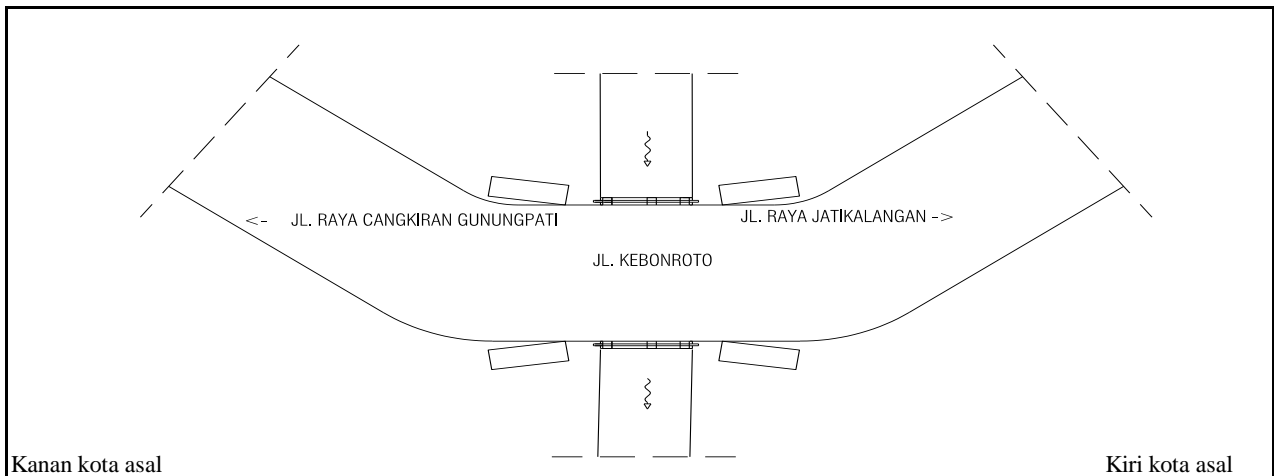 <- JL. RAYA CANGKIRAN GUNUNGPATI
JL. RAYA JATIKALANGAN ->
JL. KEBONROTO
Kanan kota asal
Kiri kota asal